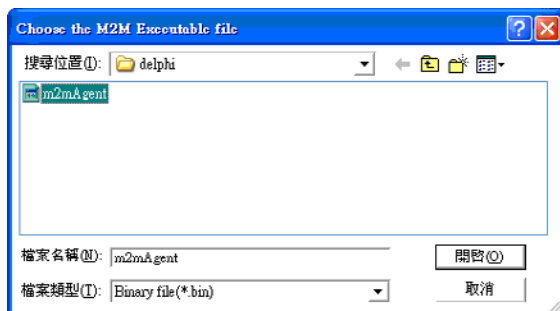 Choose the M2M Executable file
搜尋位置(I): delphi
m2mAgent
檔案名稱(N): m2mAgent 開啟(O)
檔案類型(T): Binary file(*.bin) 取消